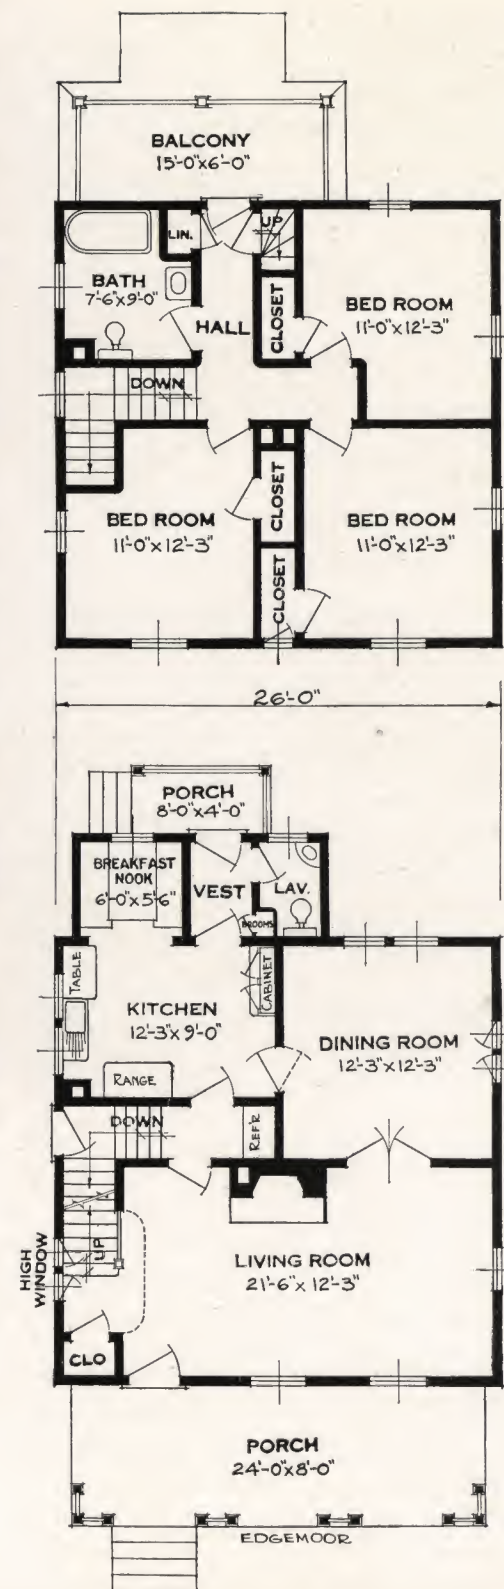 BALCONY
15'-0"x6'-0"
LIN.
UP
BATH
7'-6"x9'-0"
HALL
CLOSET
BED ROOM
11'-0"x12'-3"
DOWN
BED ROOM
11'-0"x12'-3"
CLOSET
BED ROOM
11'-0"x12'-3"
CLOSET
26'-0"
PORCH
8'-0"x4'-0"
BREAKFAST
NOOK
6'-0"x5'-6"
VEST
LAV.
BROOMS
TABLE
KITCHEN
12'-3"x9'-0"
CABINET
DINING ROOM
12'-3"x12'-3"
RANGE
DOWN
REF'R
HIGH
WINDOW
UP
LIVING ROOM
21'-6"x12'-3"
CLO
PORCH
24'-0"x8'-0"
EDGEMOOR